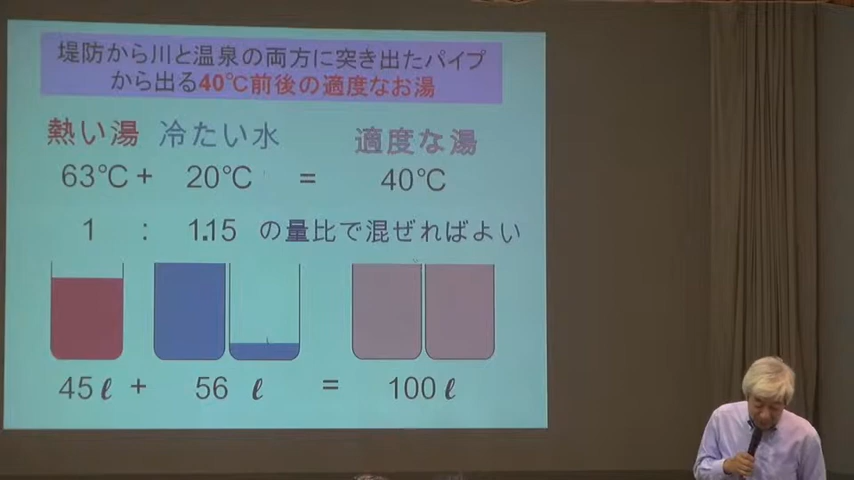 堤防から川と温泉の両方に突き出たパイプ
から出る40℃前後の適度なお湯
熱い湯 冷たい水 適度な湯
63℃+ 20℃ = 40℃
1 : 1.15 の量比で混ぜればよい
45ℓ + 56 ℓ = 100ℓ